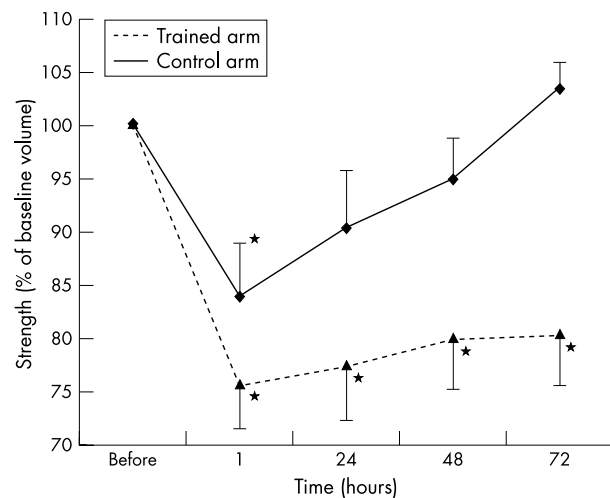 Trained arm
Control arm
Strength (% of baseline volume)
110
105
100
95
90
85
80
75
70
Before 1 24 48 72
Time (hours)